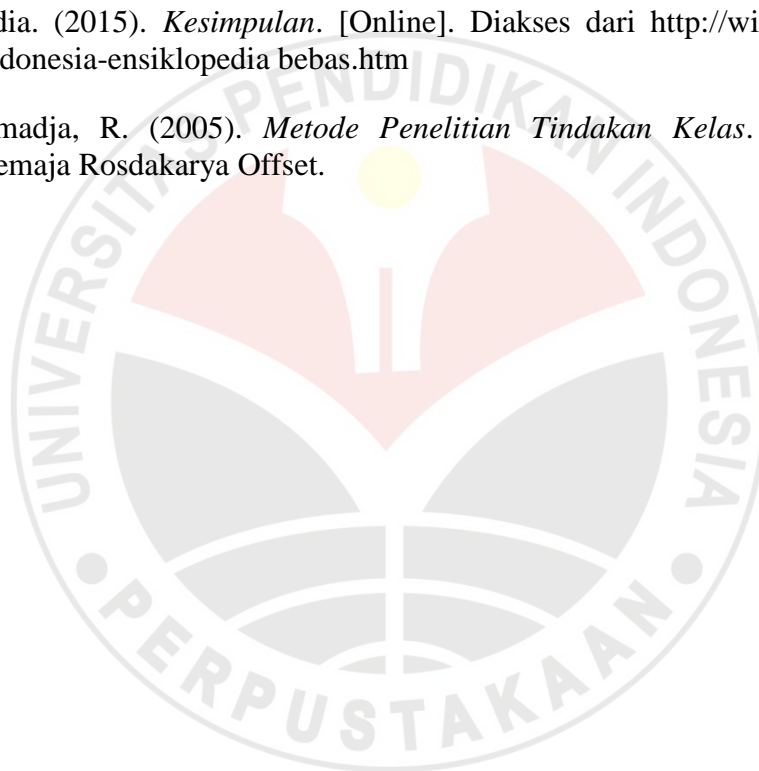 dia. (2015). Kesimpulan. [Online]. Diakses dari http://wi
donesia-ensiklopedia bebas.htm
madja, R. (2005). Metode Penelitian Tindakan Kelas.
emaja Rosdakarya Offset.
UNIVERSITAS PENDIDIKAN INDONESIA
PERPUSTAKAAN